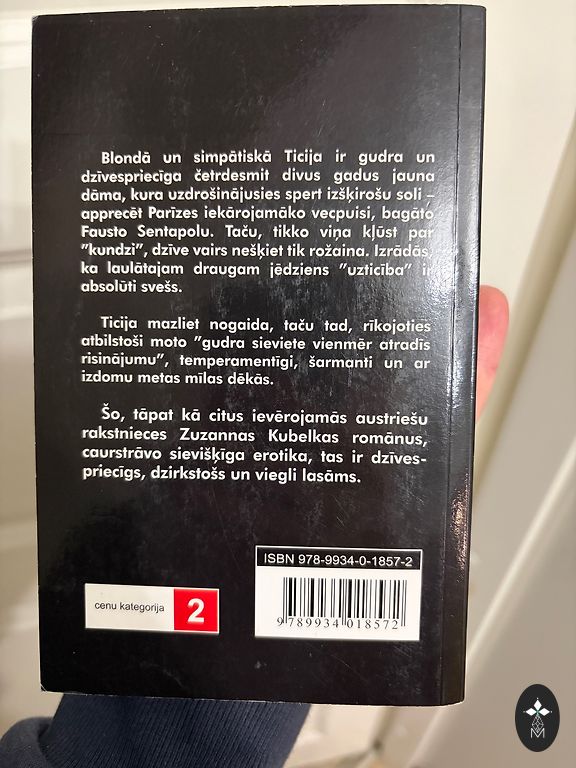 Blondā un simpātiskā Ticija ir gudra un
dzīvespriecīga četrdesmit divus gadus jauna
dāma, kura uzdrošinājusies spert izšķirošu soli –
apprecēt Parīzes iekārojamāko vecpuisi, bagāto
Fausto Sentapolu. Taču, tikko viņa kļūst par
"kundzi", dzīve vairs nešķiet tik rožaina. Izrādās,
ka laulātajam draugam jēdziens "uzticība" ir
absolūti svešs.
Ticija mazliet nogaida, taču tad, rīkojoties
atbilstoši moto "gudra sieviete vienmēr atradīs
risinājumu", temperamentīgi, šarmanti un ar
izdomu metas mīlas dēkās.
Šo, tāpat kā citus ievērojamās austriešu
rakstnieces Zuzannas Kubelkas romānus,
caurstrāvo sievišķīga erotika, tas ir dzīves-
priecīgs, dzirkstošs un viegli lasāms.
ISBN 978-9934-0-1857-2
cenu kategorija 2
9 789934 018572
M